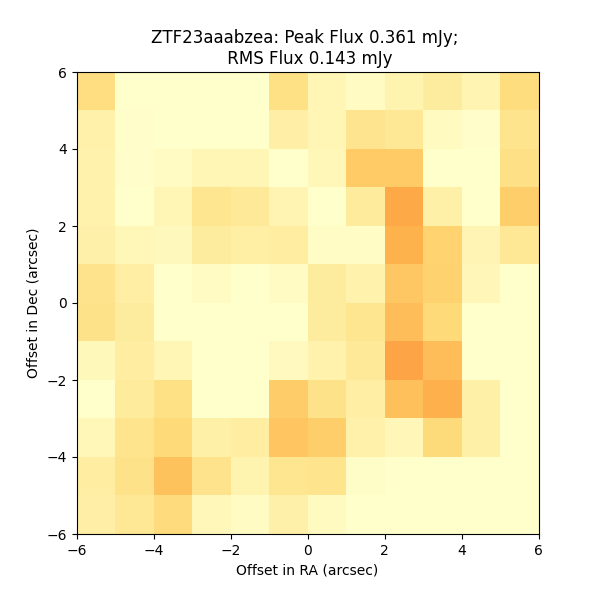 ZTF23aaabzea: Peak Flux 0.361 mJy;
RMS Flux 0.143 mJy
6
4
2
0
−2
−4
−6
Offset in Dec (arcsec)
−6 −4 −2 0 2 4 6
Offset in RA (arcsec)